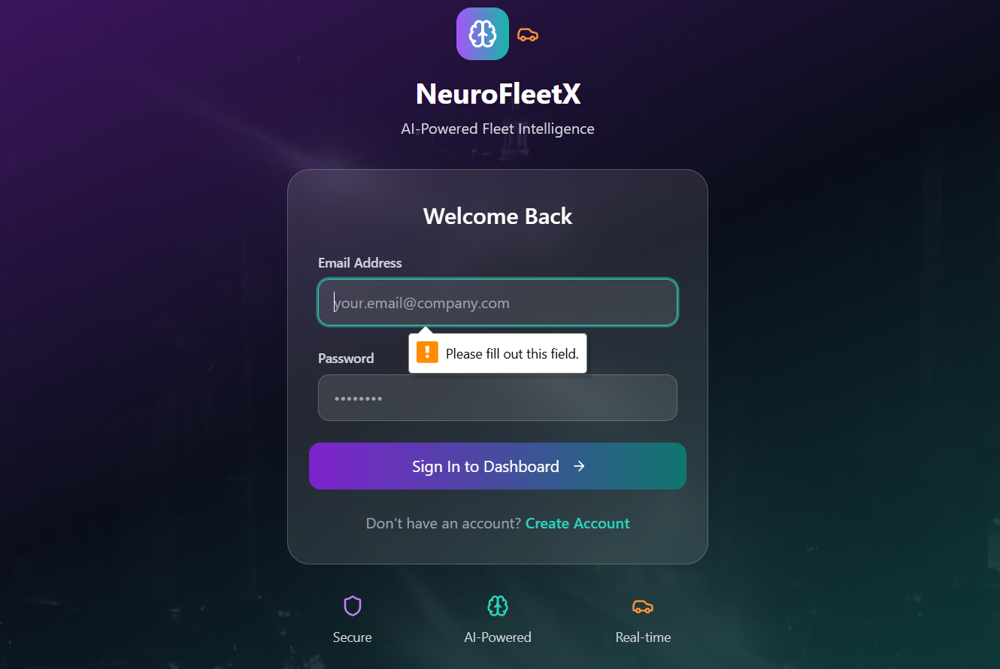 NeuroFleetX
AI-Powered Fleet Intelligence
Welcome Back
Email Address
your.email@company.com
Please fill out this field.
Password
••••••••
Sign In to Dashboard →
Don't have an account? Create Account
Secure
AI-Powered
Real-time